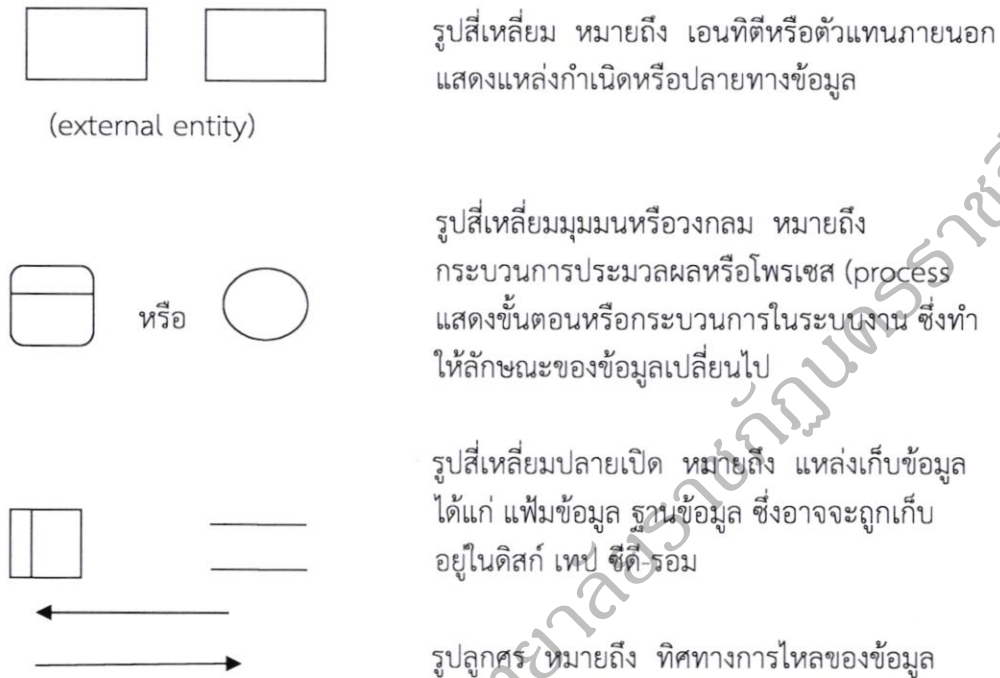 รูปสี่เหลี่ยม หมายถึง เอนทิตีหรือตัวแทนภายนอก
แสดงแหล่งกำเนิดหรือปลายทางข้อมูล
(external entity)
รูปสี่เหลี่ยมมุมมนหรือวงกลม หมายถึง
กระบวนการประมวลผลหรือโพรเซส (process
หรือ
แสดงขั้นตอนหรือกระบวนการในระบบงาน ซึ่งทำ
ให้ลักษณะของข้อมูลเปลี่ยนไป
รูปสี่เหลี่ยมปลายเปิด หมายถึง แหล่งเก็บข้อมูล
ได้แก่ แฟ้มข้อมูล ฐานข้อมูล ซึ่งอาจจะถูกเก็บ
อยู่ในดิสก์ เทป ซีดี-รอม
รูปลูกศร หมายถึง ทิศทางการไหลของข้อมูล